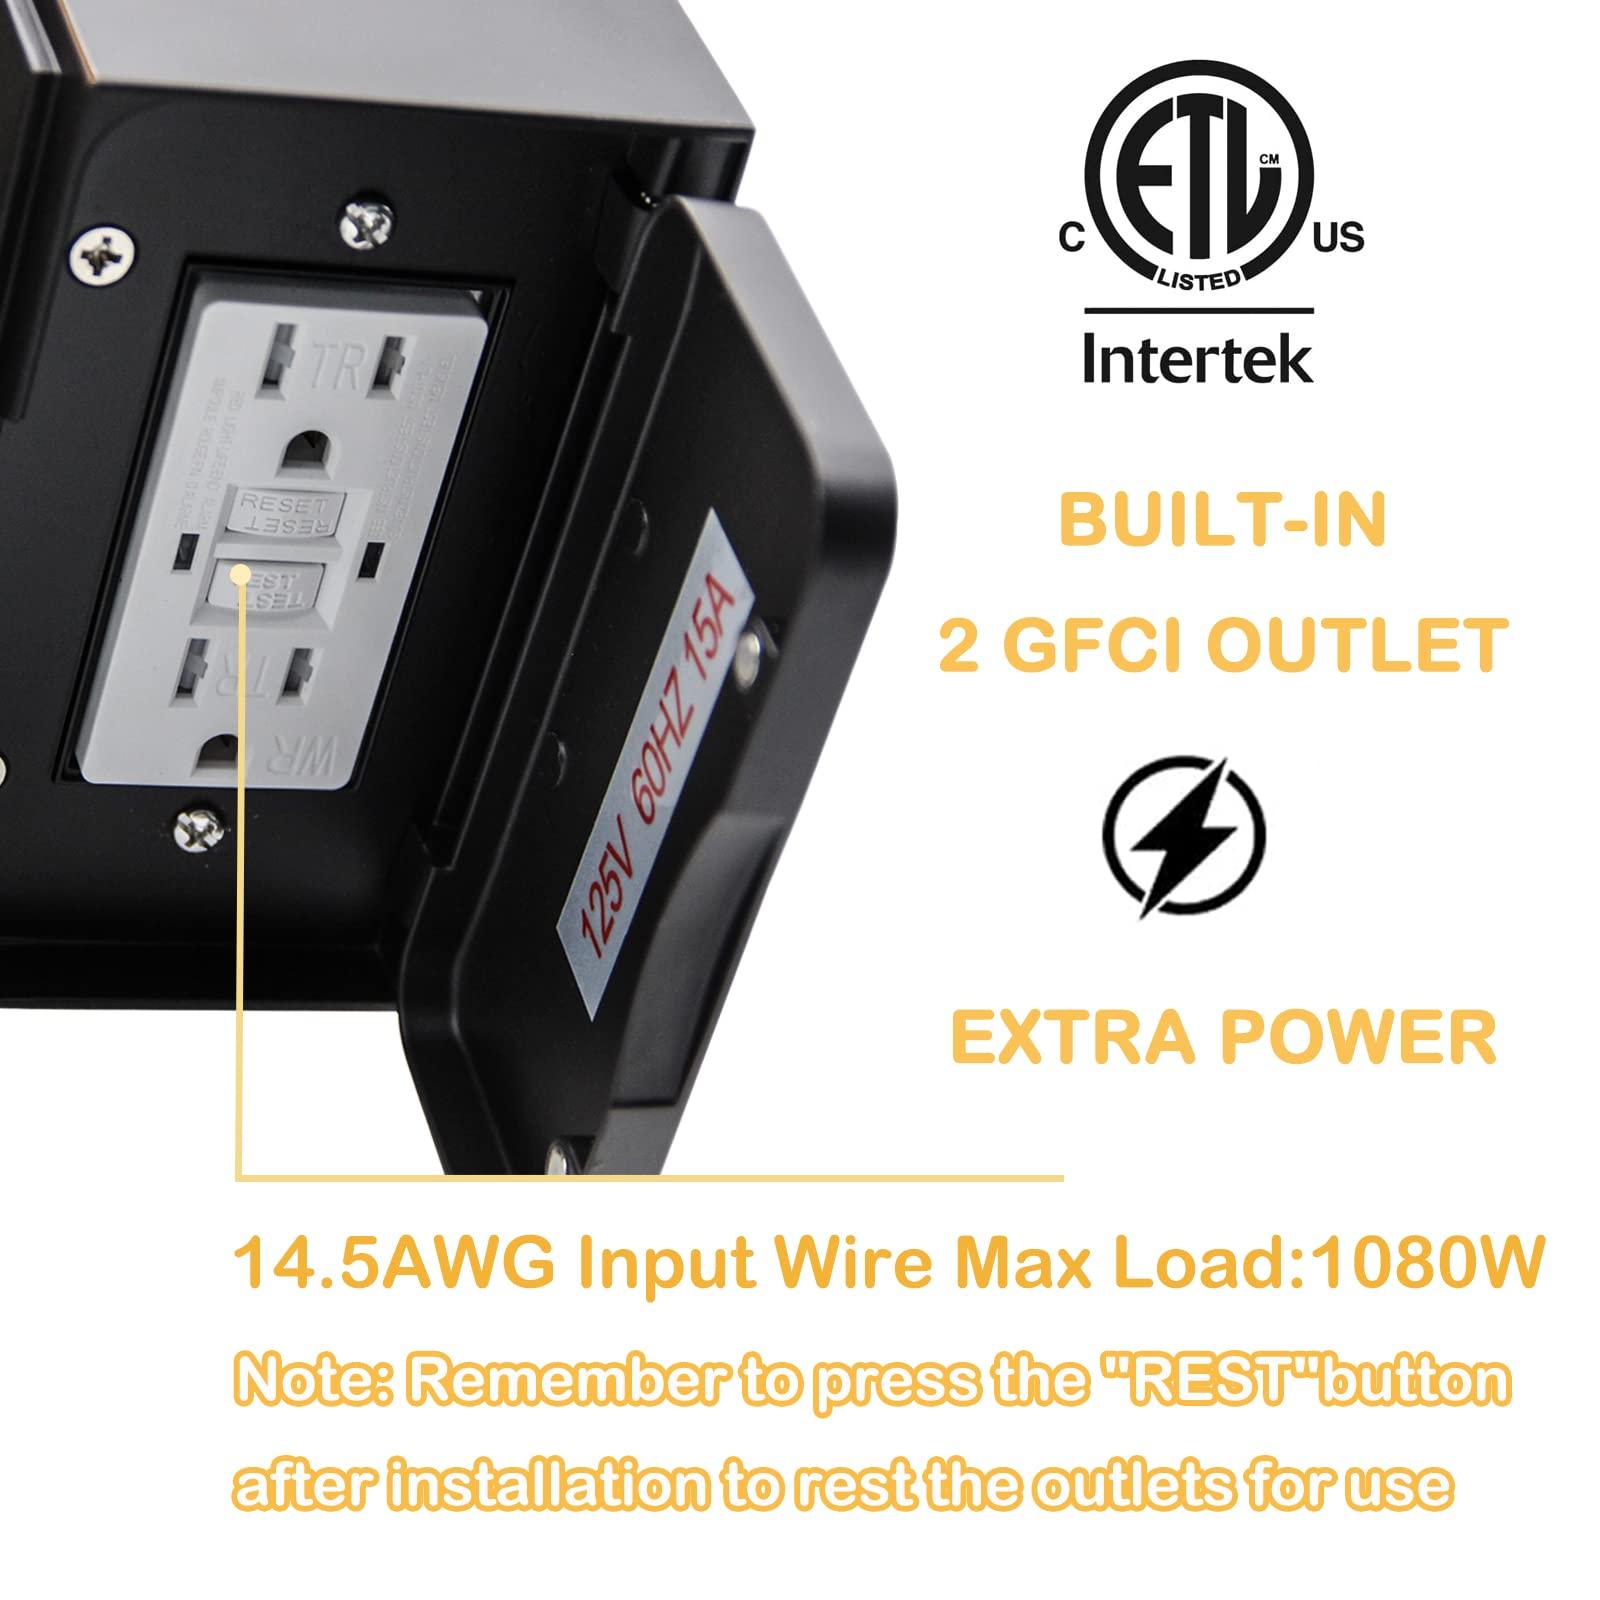 ETL
CM
C
US
LISTED
Intertek
TR
RESET
RESET
TEST
TEST
TR
WR
125V 60HZ 15A
BUILT-IN
2 GFCI OUTLET
EXTRA POWER
14.5AWG Input Wire Max Load:1080W
Note: Remember to press the "REST"button
after installation to rest the outlets for use